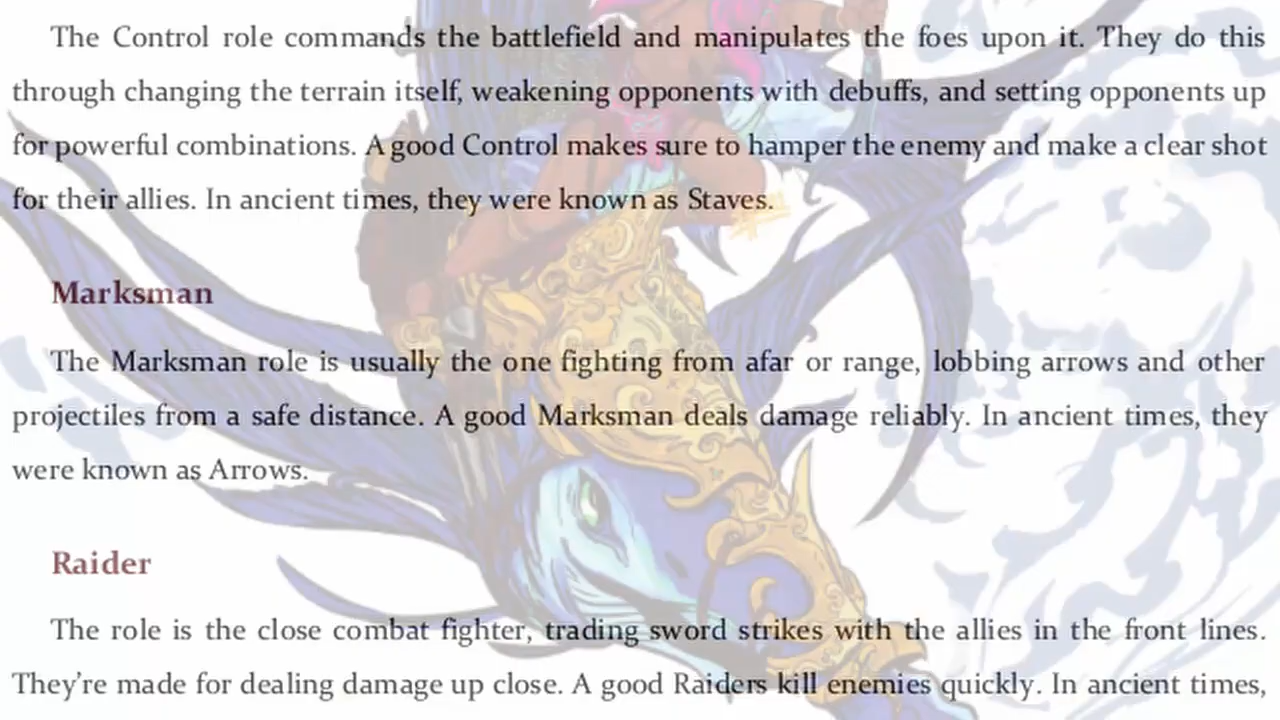 The Control role commands the battlefield and manipulates the foes upon it. They do this
through changing the terrain itself, weakening opponents with debuffs, and setting opponents up
for powerful combinations. A good Control makes sure to hamper the enemy and make a clear shot
for their allies. In ancient times, they were known as Staves.
Marksman
The Marksman role is usually the one fighting from afar or range, lobbing arrows and other
projectiles from a safe distance. A good Marksman deals damage reliably. In ancient times, they
were known as Arrows.
Raider
The role is the close combat fighter, trading sword strikes with the allies in the front lines.
They’re made for dealing damage up close. A good Raiders kill enemies quickly. In ancient times,